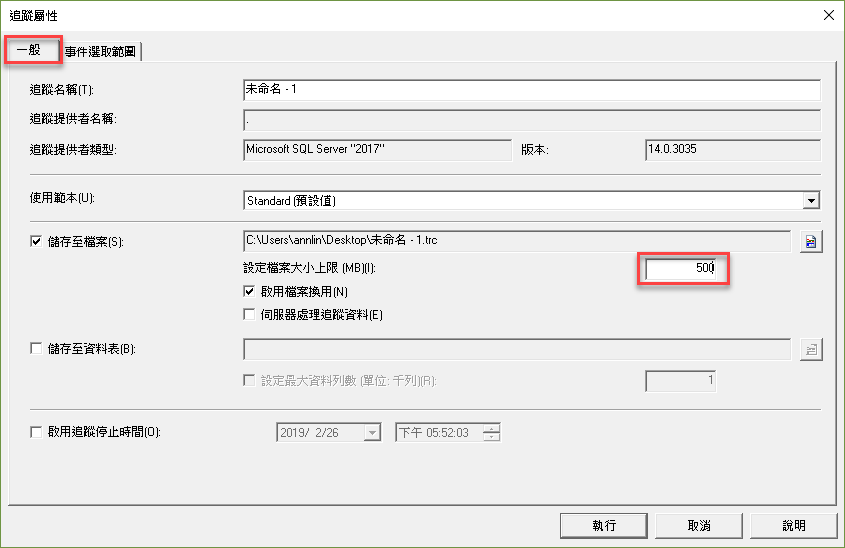 追蹤屬性
一般
事件選取範圍
追蹤名稱(T):
未命名 - 1
追蹤提供者名稱:
.
追蹤提供者類型:
Microsoft SQL Server "2017"
版本:
14.0.3035
使用範本(U):
Standard (預設值)
儲存至檔案(S):
C:\Users\annlin\Desktop\未命名 - 1.trc
設定檔案大小上限 (MB)(I):
500
啟用檔案換用(N)
伺服器處理追蹤資料(E)
儲存至資料表(B):
設定最大資料列數 (單位: 千列)(R):
1
啟用追蹤停止時間(O):
2019/ 2/26
下午 05:52:03
執行
取消
說明